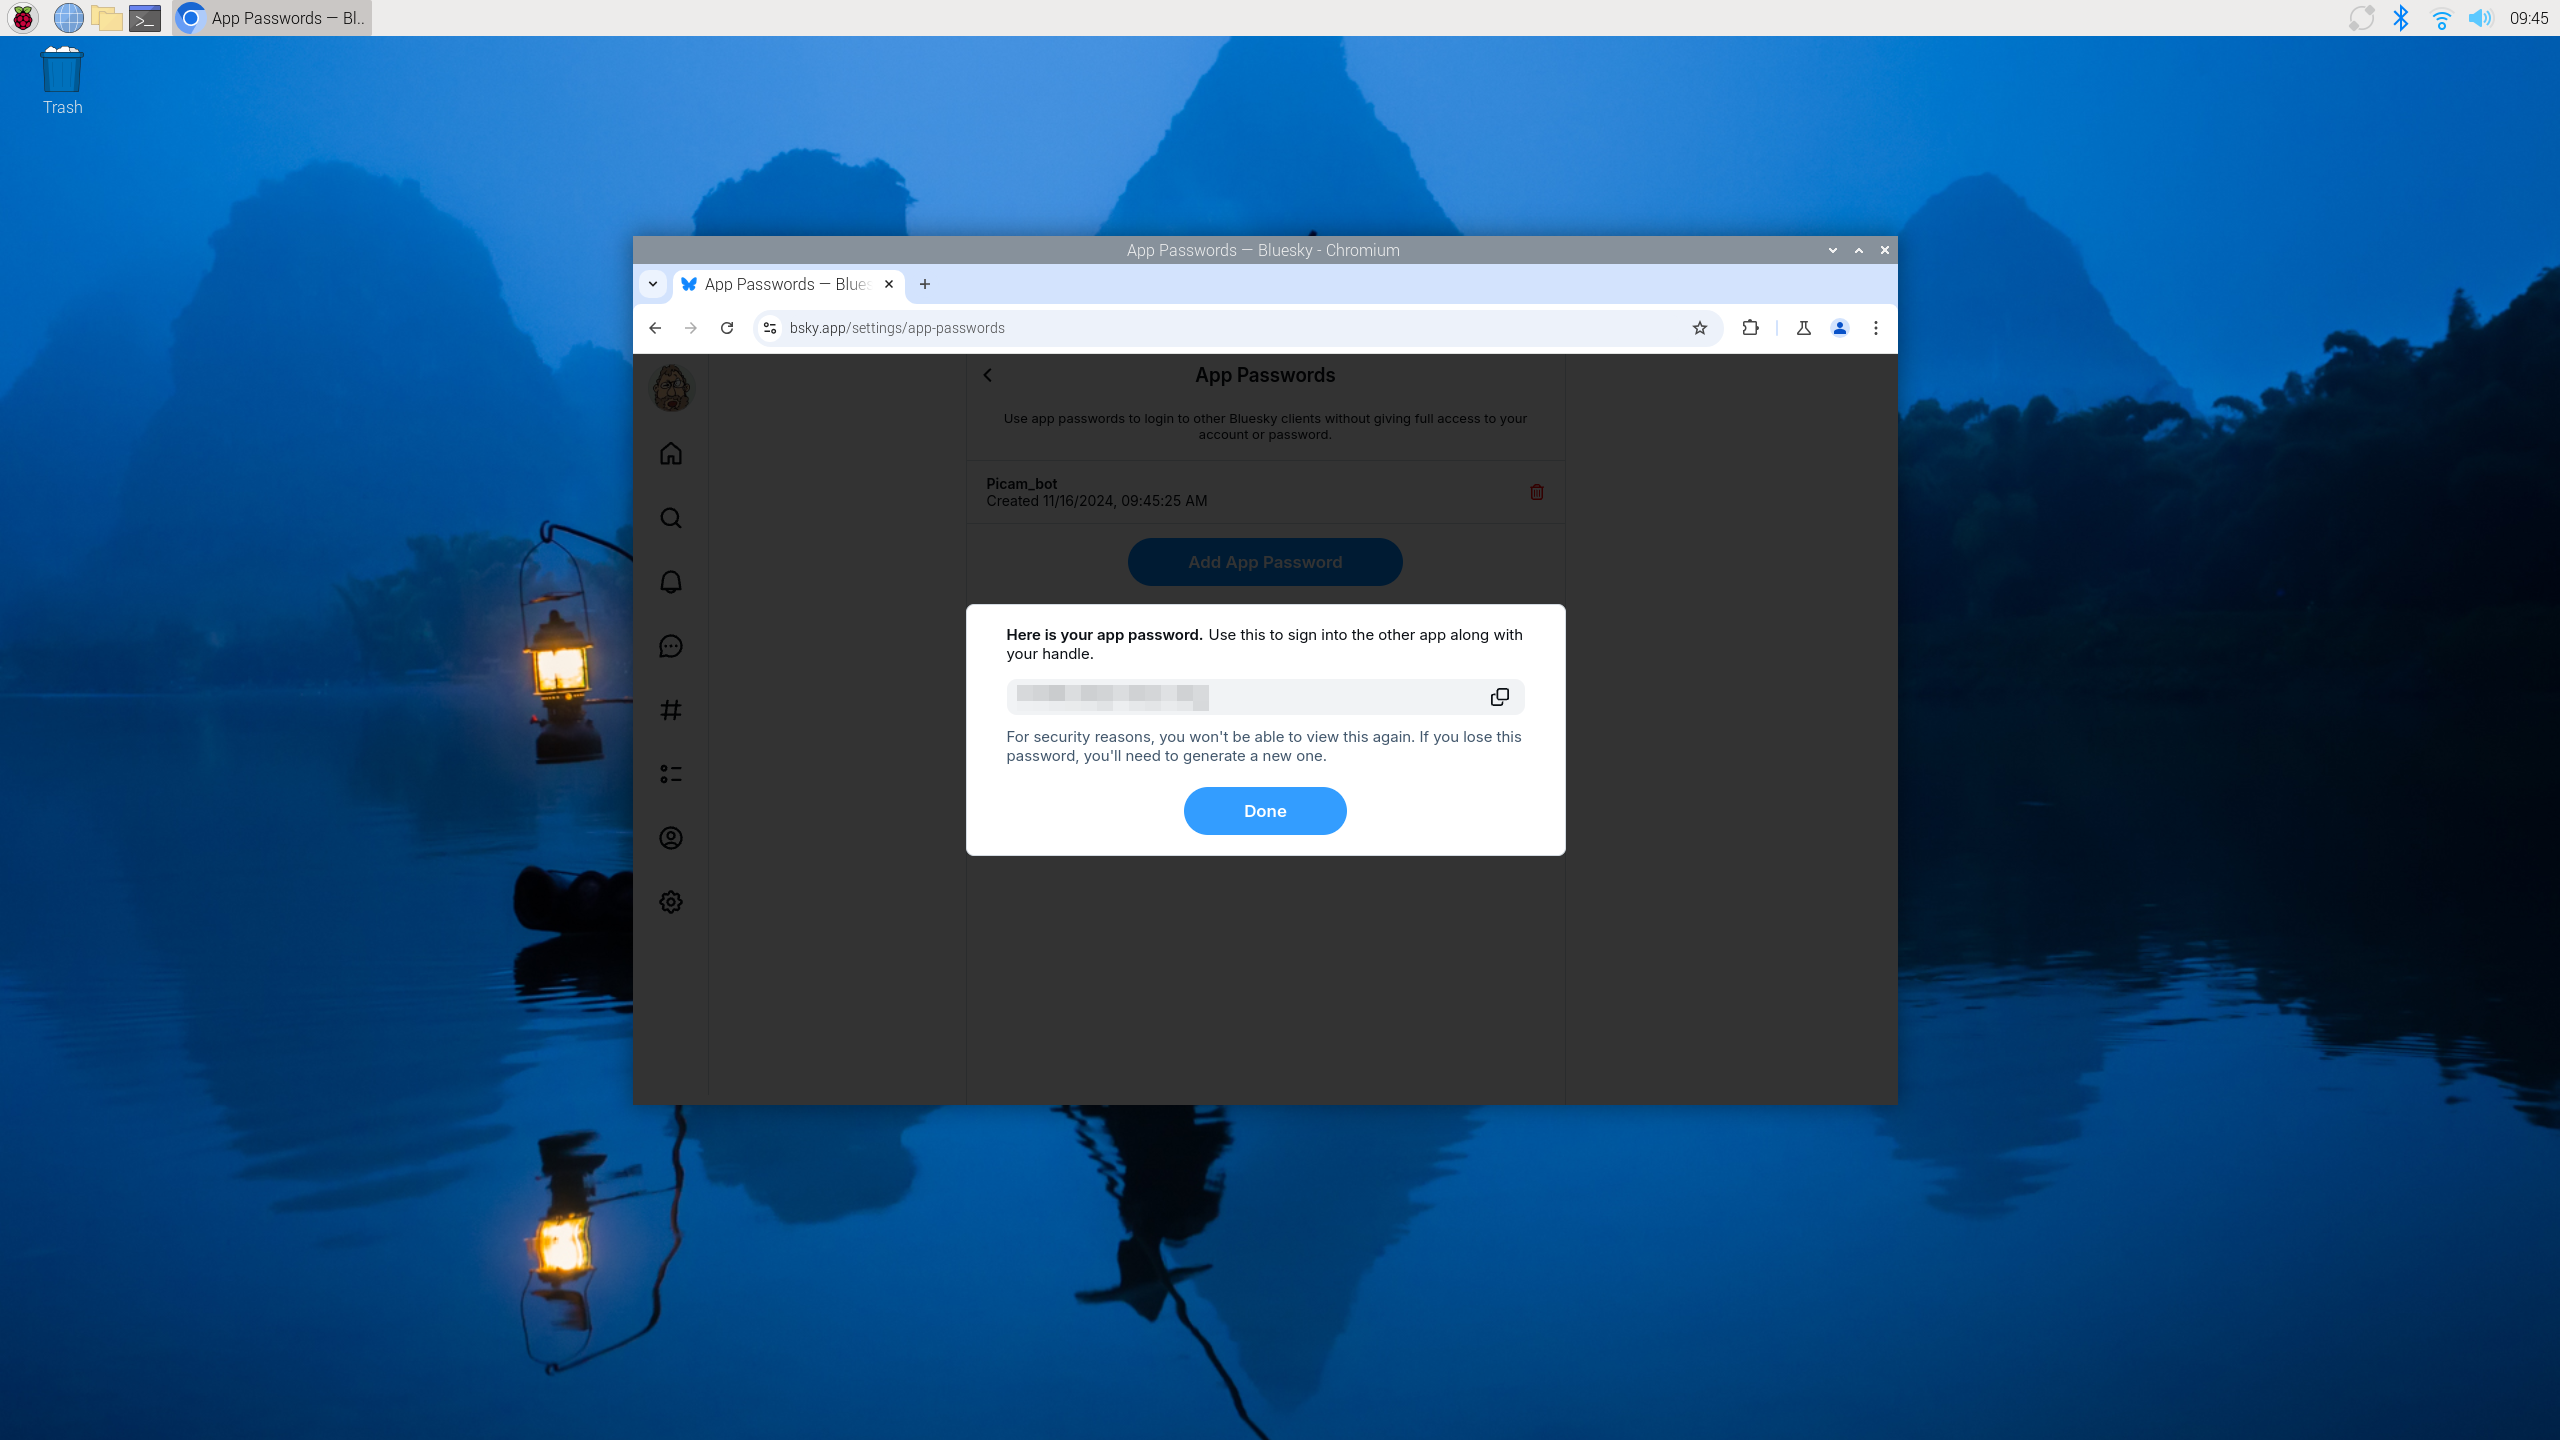 App Passwords — Bl..
09:45
Trash
App Passwords — Bluesky - Chromium
App Passwords — Blues
bsky.app/settings/app-passwords
App Passwords
Use app passwords to login to other Bluesky clients without giving full access to your
account or password.
Picam_bot
Created 11/16/2024, 09:45:25 AM
Add App Password
Here is your app password. Use this to sign into the other app along with
your handle.
For security reasons, you won't be able to view this again. If you lose this
password, you'll need to generate a new one.
Done